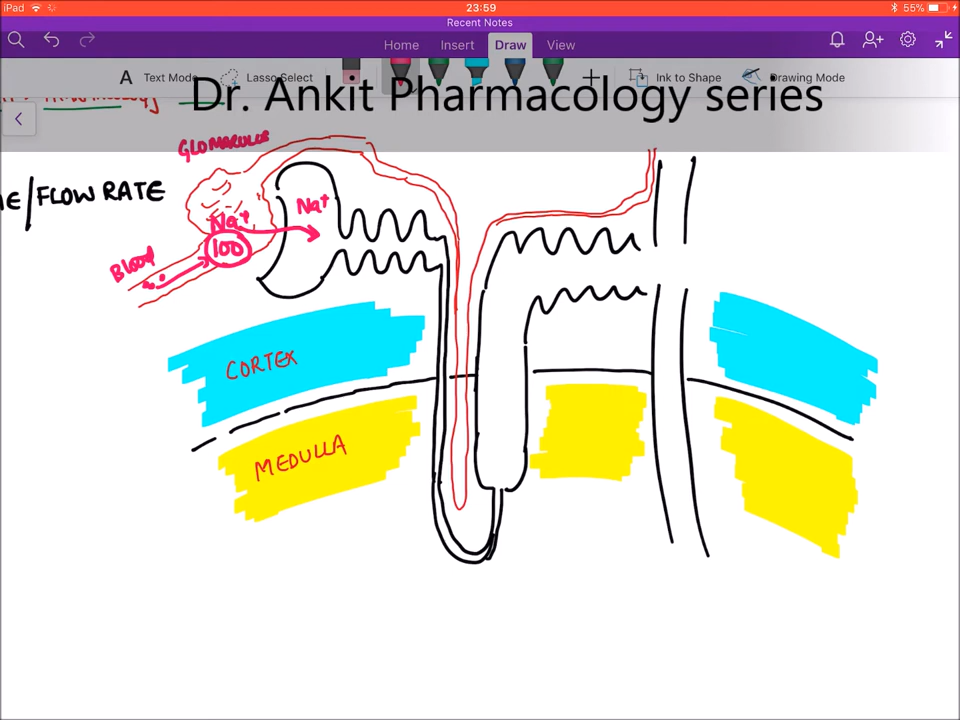 iPad
23:59
55%
Recent Notes
Home Insert Draw View
Text Mode Lasso Select Ink to Shape Drawing Mode
Dr. Ankit Pharmacology series
GLOMARULUS
/FLOW RATE
Na+
Na+
100
Blood
CORTEX
MEDULLA